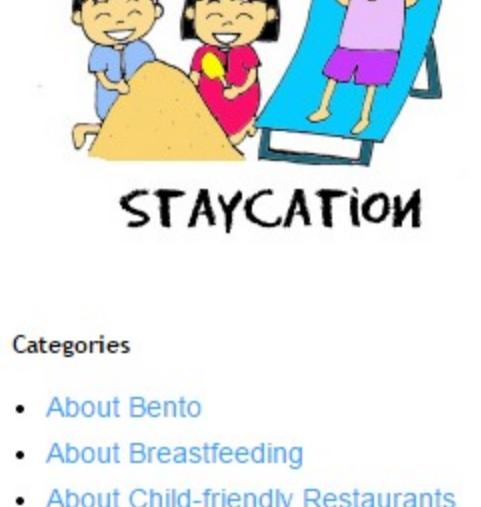 STAYCATiON
Categories
About Bento
About Breastfeeding
About Child-friendly Restaurants